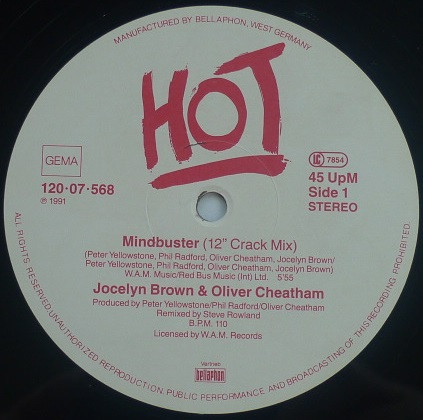 MANUFACTURED BY BELLAPHON, WEST GERMANY
HOT
GEMA
LC 7854
120·07·568
℗ 1991
45 UpM
Side 1
STEREO
Mindbuster (12" Crack Mix)
(Peter Yellowstone, Phil Radford, Oliver Cheatham, Jocelyn Brown/
Peter Yellowstone, Phil Radford, Oliver Cheatham, Jocelyn Brown)
W.A.M. Music/Red Bus Music (Int) Ltd. 5'55
Jocelyn Brown & Oliver Cheatham
Produced by Peter Yellowstone/Phil Radford/Oliver Cheatham
Remixed by Steve Rowland
B.P.M. 110
Licensed by W.A.M. Records
Vertrieb:
bellaphon
ALL RIGHTS RESERVED. UNAUTHORIZED REPRODUCTION, PUBLIC PERFORMANCE AND BROADCASTING OF THIS RECORDING PROHIBITED.